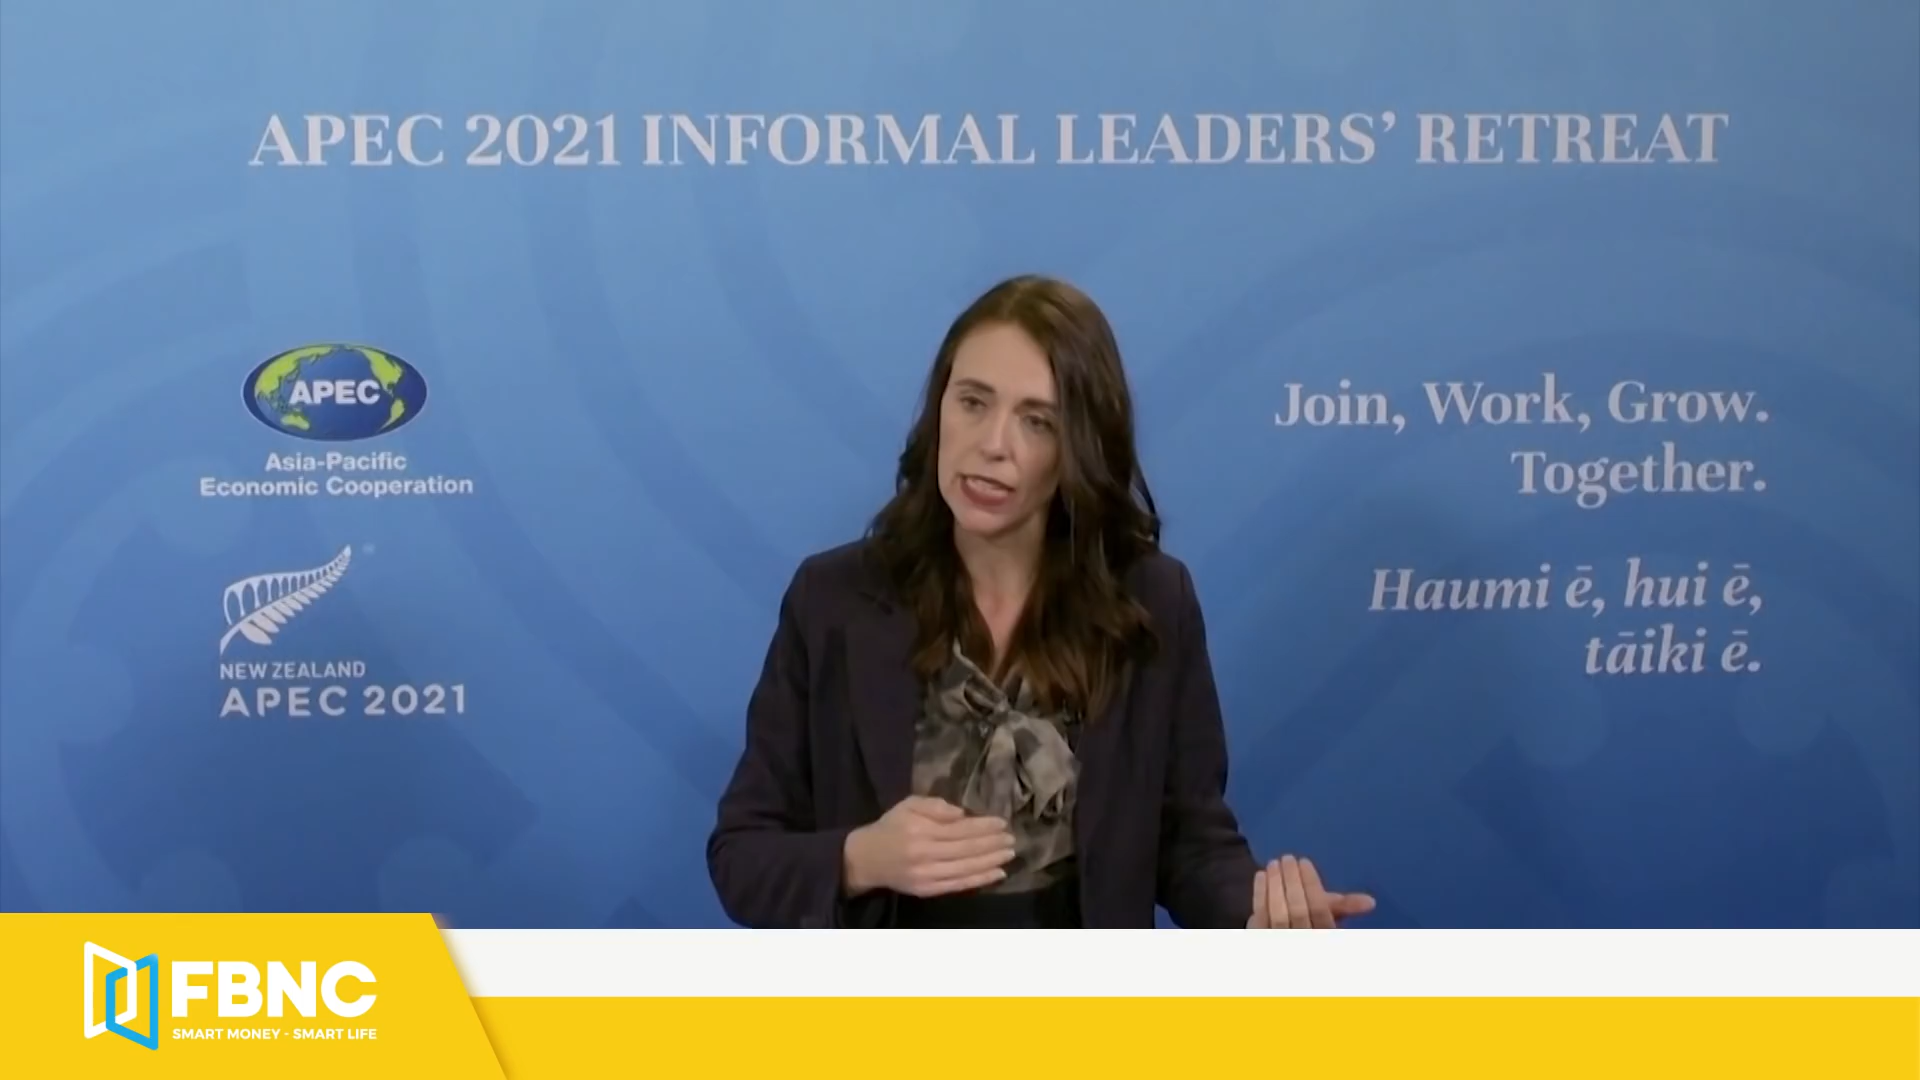 APEC 2021 INFORMAL LEADERS’ RETREAT
APEC
Asia-Pacific
Economic Cooperation
NEW ZEALAND
APEC 2021
Join, Work, Grow.
Together.
Haumi ē, hui ē,
tāiki ē.
FBNC
SMART MONEY - SMART LIFE